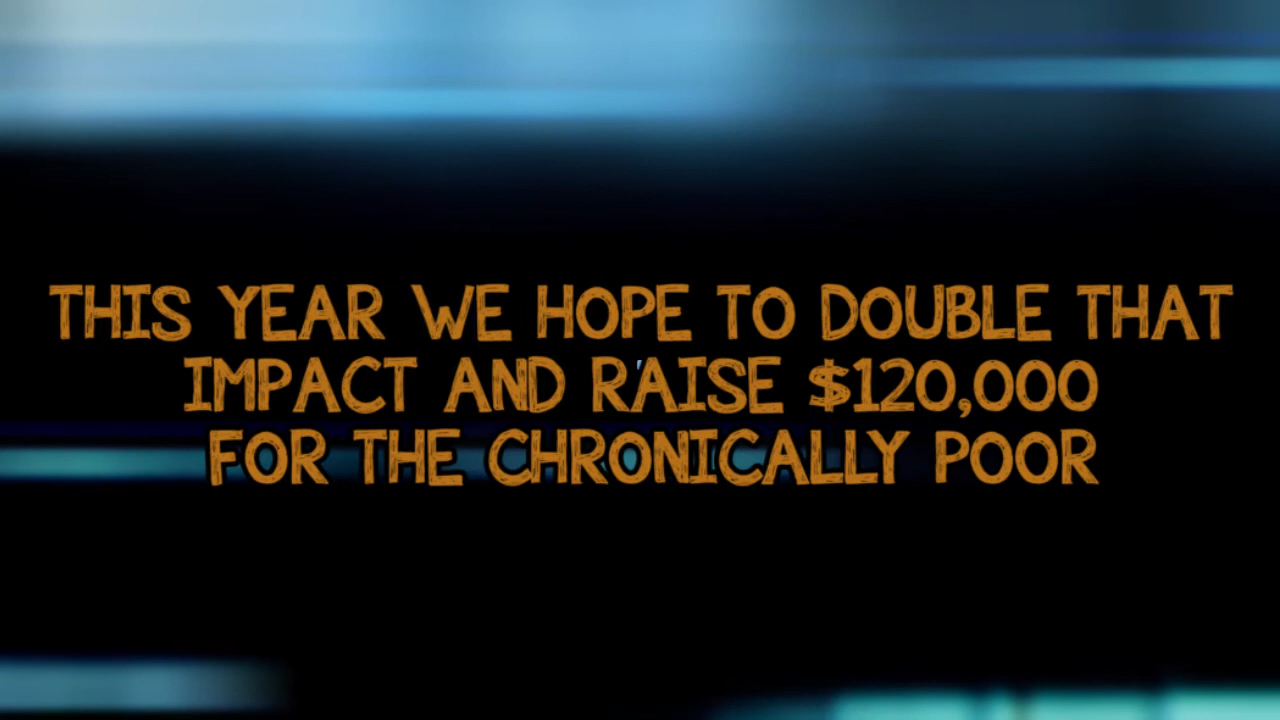 THIS YEAR WE HOPE TO DOUBLE THAT
IMPACT AND RAISE $120,000
FOR THE CHRONICALLY POOR